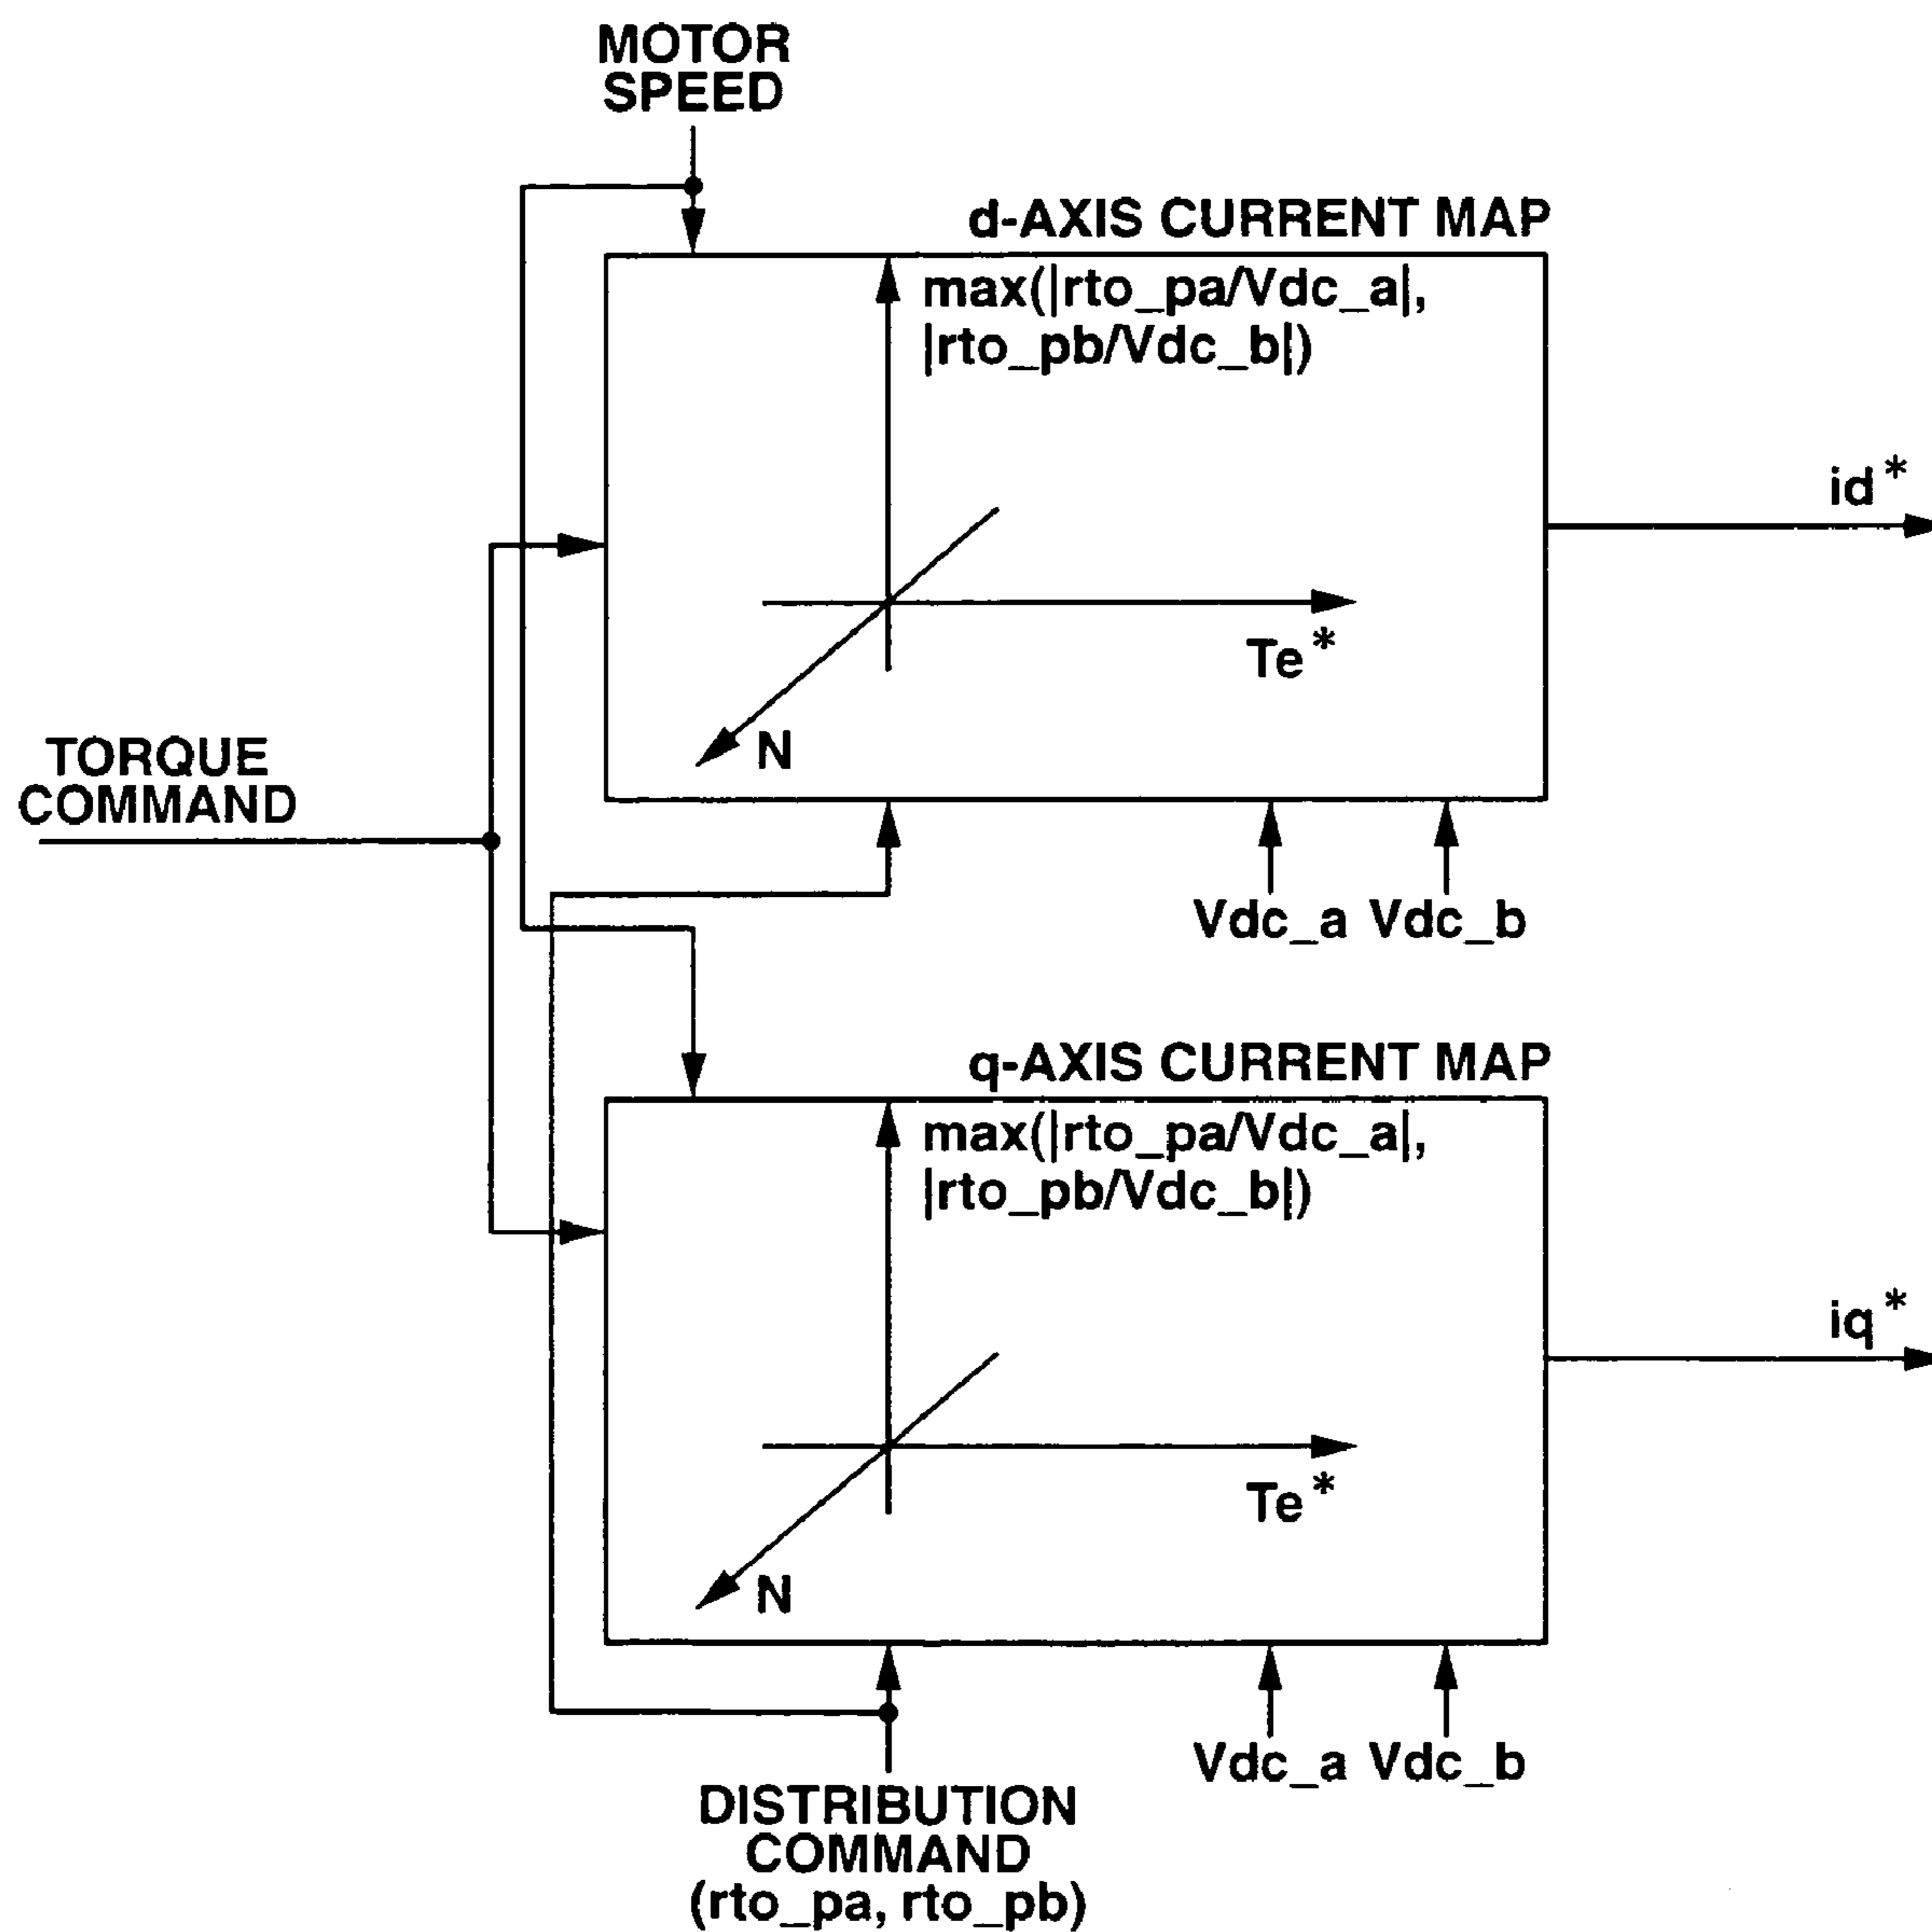 MOTOR
SPEED
d-AXIS CURRENT MAP
max(|rto_pa/Vdc_a|,
|rto_pb/Vdc_b|)
id*
Te*
N
TORQUE
COMMAND
Vdc_a Vdc_b
q-AXIS CURRENT MAP
max(|rto_pa/Vdc_a|,
|rto_pb/Vdc_b|)
iq*
Te*
N
Vdc_a Vdc_b
DISTRIBUTION
COMMAND
(rto_pa, rto_pb)